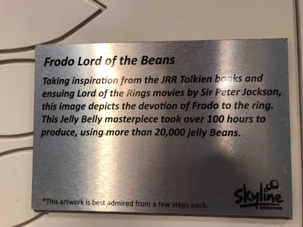 Frodo Lord of the Beans
Taking inspiration from the JRR Tolkien books and
ensuing Lord of the Rings movies by Sir Peter Jackson,
this image depicts the devotion of Frodo to the ring.
This Jelly Belly masterpiece took over 100 hours to
produce, using more than 20,000 jelly Beans.
*This artwork is best admired from a few steps back.
Skyline